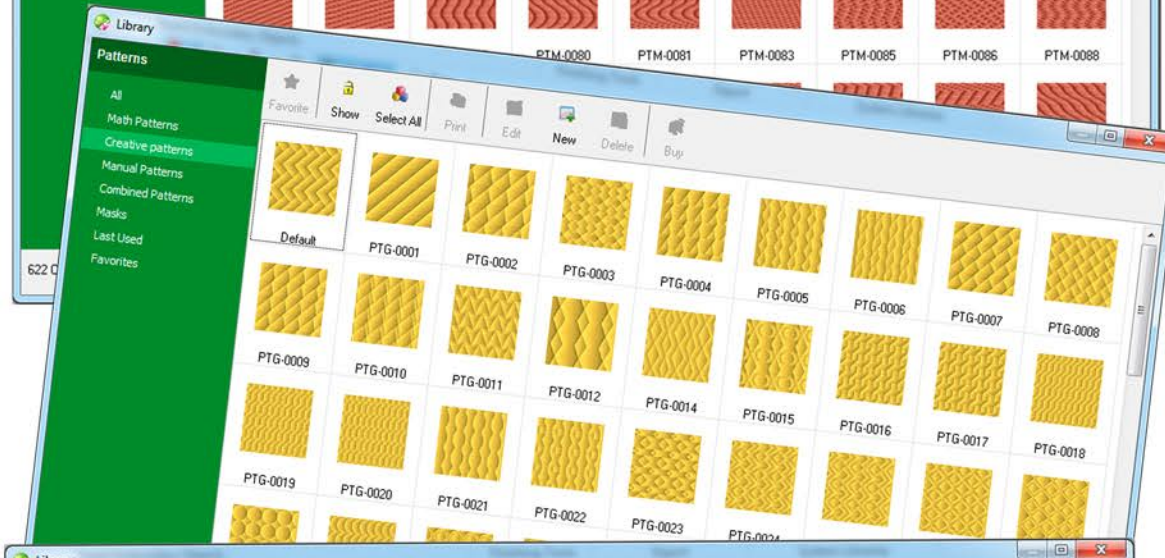 PTM-0080 PTM-0081 PTM-0083 PTM-0085 PTM-0086 PTM-0088
Library
Patterns
All
Math Patterns
Creative patterns
Manual Patterns
Combined Patterns
Masks
Last Used
Favorites
622
Favorite Show Select All Print Edit New Delete Buy
Default PTG-0001 PTG-0002 PTG-0003 PTG-0004 PTG-0005 PTG-0006 PTG-0007 PTG-0008
PTG-0009 PTG-0010 PTG-0011 PTG-0012 PTG-0014 PTG-0015 PTG-0016 PTG-0017 PTG-0018
PTG-0019 PTG-0020 PTG-0021 PTG-0022 PTG-0023 PTG-0024